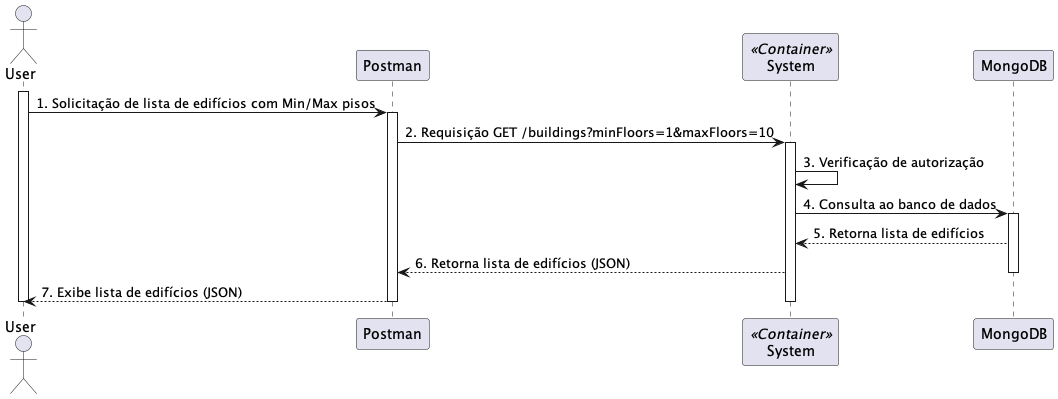 User
Postman
«Container»
System
MongoDB
1. Solicitação de lista de edifícios com Min/Max pisos
2. Requisição GET /buildings?minFloors=1&maxFloors=10
3. Verificação de autorização
4. Consulta ao banco de dados
5. Retorna lista de edifícios
6. Retorna lista de edifícios (JSON)
7. Exibe lista de edifícios (JSON)
User
Postman
«Container»
System
MongoDB